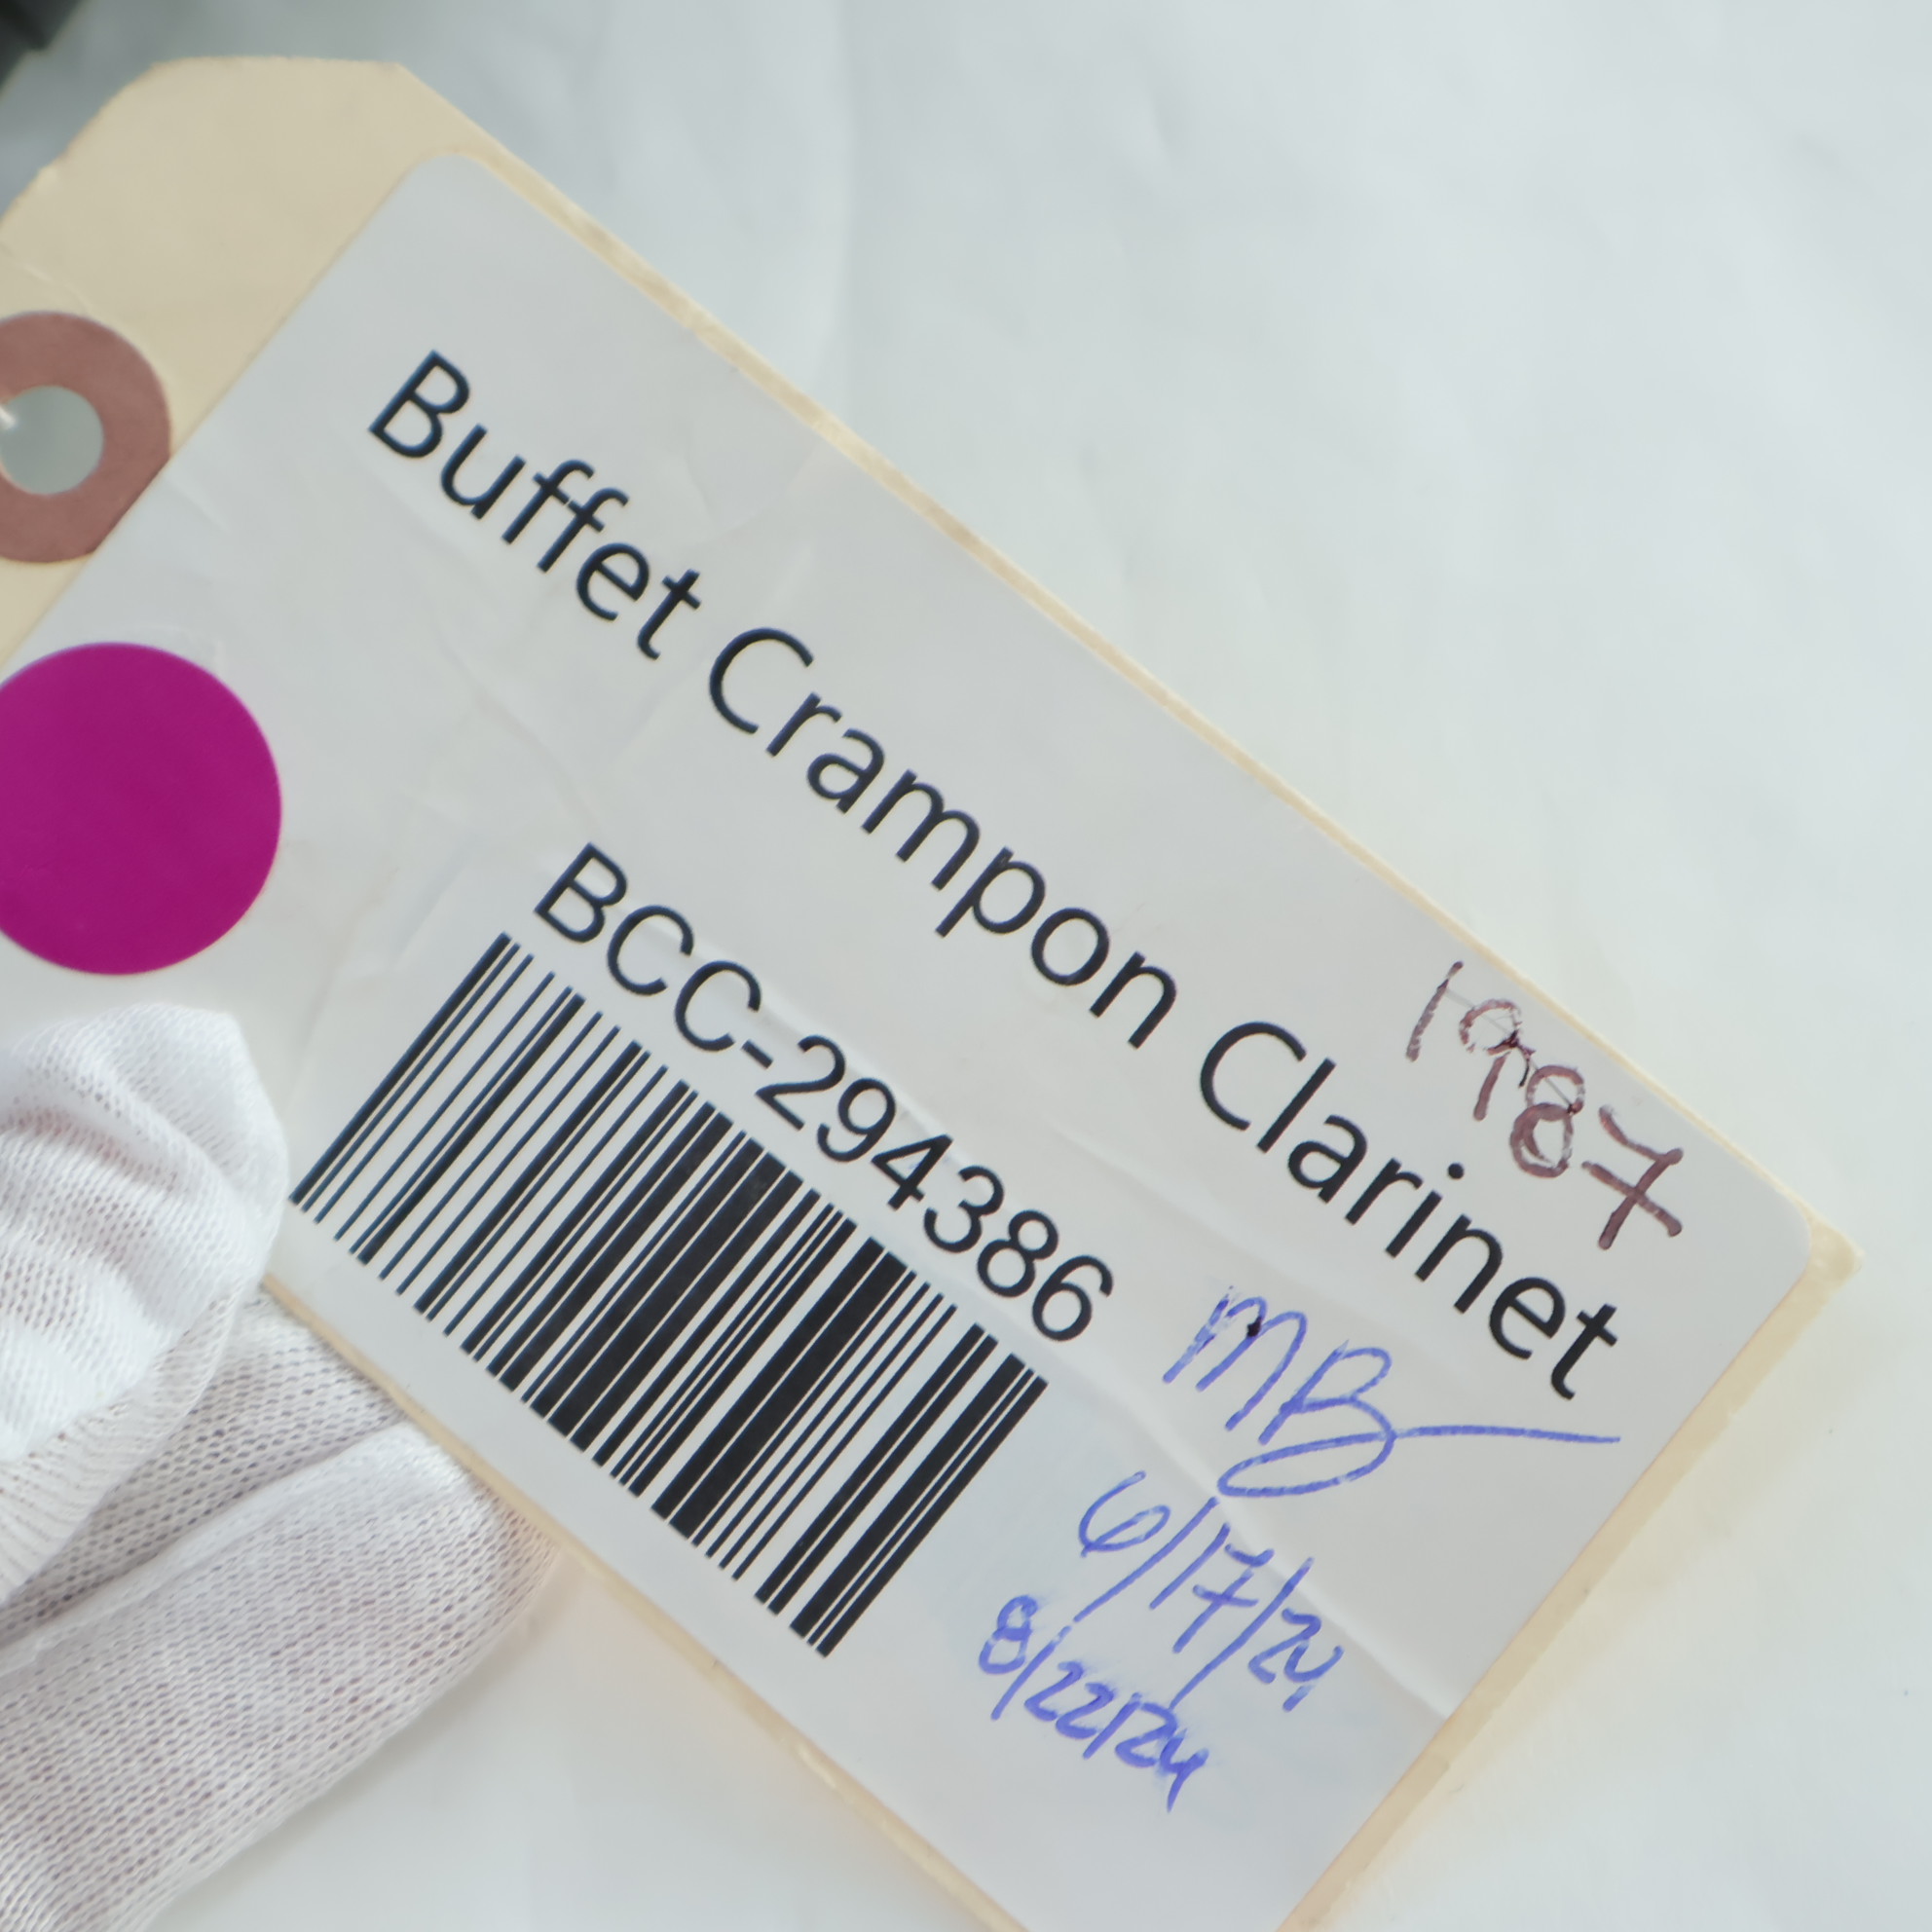 1987
Buffet Crampon Clarinet
BCC-294386
MB
6/17/24
8/22/24